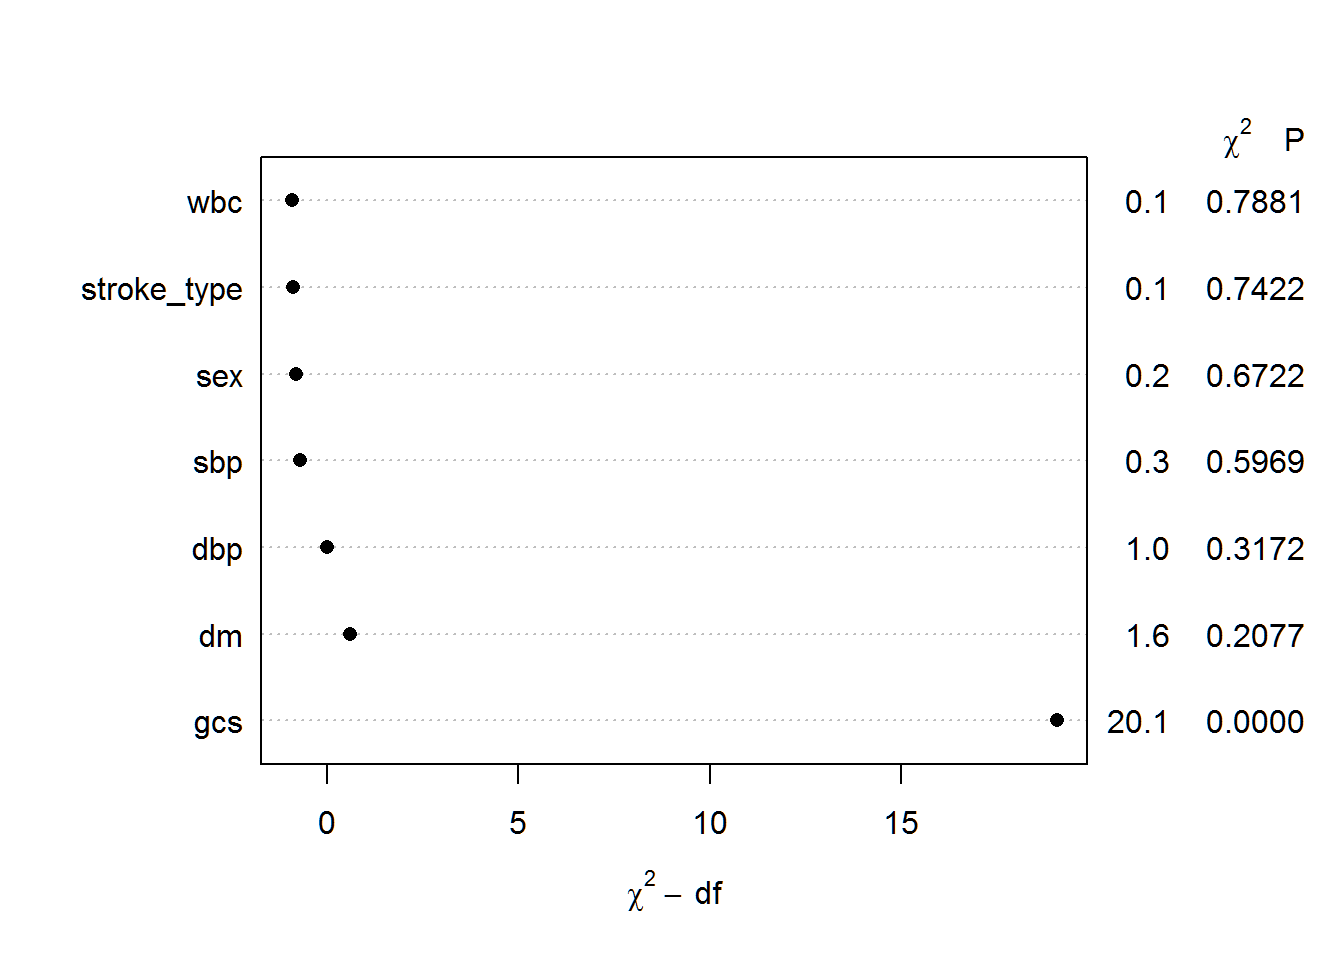 χ² P
wbc 0.1 0.7881
stroke_type 0.1 0.7422
sex 0.2 0.6722
sbp 0.3 0.5969
dbp 1.0 0.3172
dm 1.6 0.2077
gcs 20.1 0.0000
0 5 10 15
χ² − df